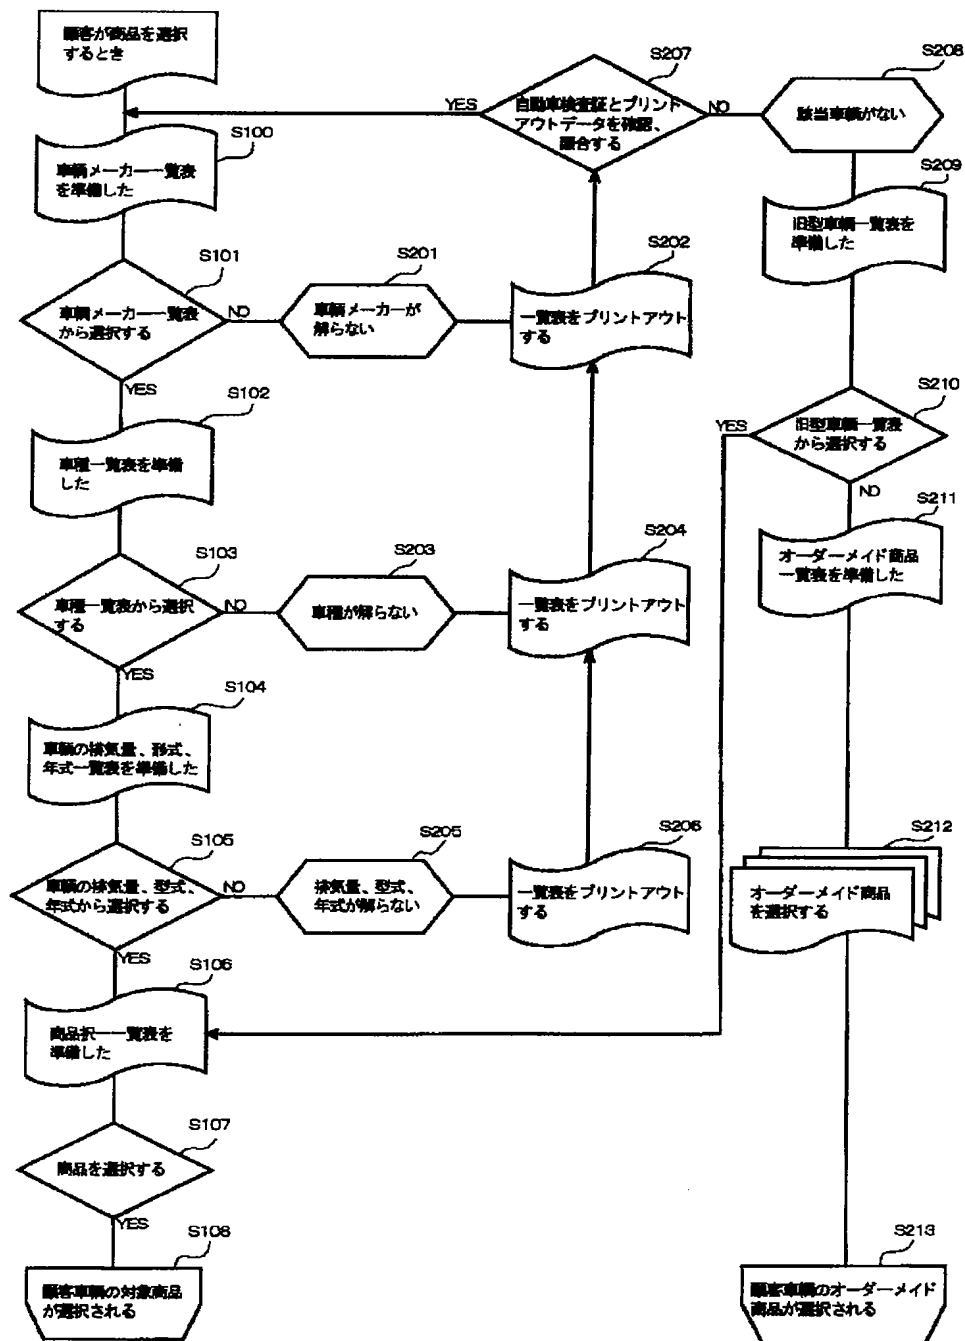 顧客が商品を選択
するとき
S100
車輌メーカー一覧表
を準備した
S101
車輌メーカー一覧表
から選択する
NO
YES
S201
車輌メーカーが
解らない
S202
一覧表をプリントアウト
する
S207
自動車検査証とプリント
アウトデータを確認、
照合する
YES
NO
S208
該当車輌がない
S209
旧型車輌一覧表を
準備した
S210
旧型車輌一覧表
から選択する
YES
NO
S211
オーダーメイド商品
一覧表を準備した
S212
オーダーメイド商品
を選択する
S213
顧客車輌のオーダーメイド
商品が選択される
S102
車種一覧表を準備
した
S103
車種一覧表から選択
する
NO
YES
S203
車種が解らない
S204
一覧表をプリントアウト
する
S104
車輌の排気量、形式、
年式一覧表を準備した
S105
車輌の排気量、型式、
年式から選択する
NO
YES
S205
排気量、型式、
年式が解らない
S206
一覧表をプリントアウト
する
S106
商品択一一覧表を
準備した
S107
商品を選択する
YES
S108
顧客車輌の対象商品
が選択される